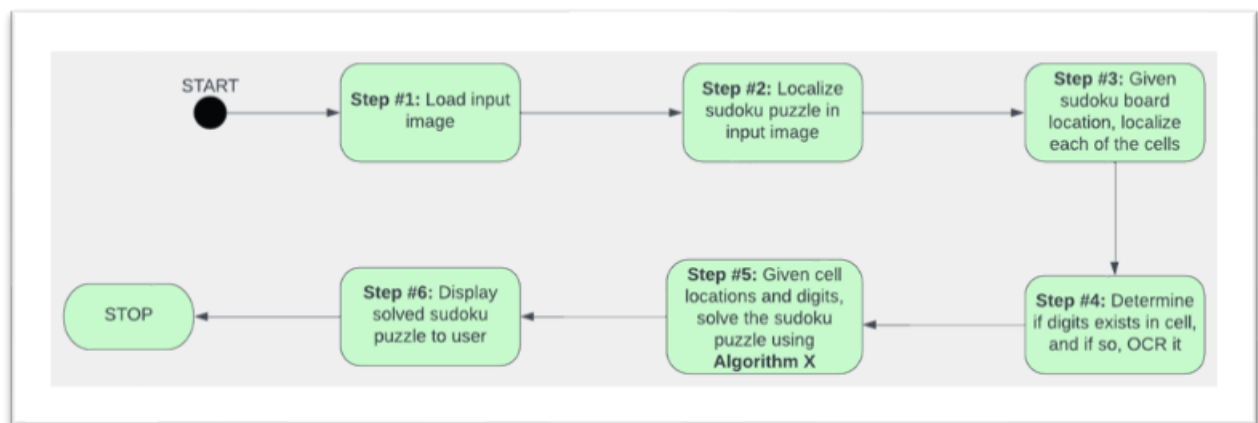 START
Step #1: Load input
image
Step #2: Localize
sudoku puzzle in
input image
Step #3: Given
sudoku board
location, localize
each of the cells
Step #4: Determine
if digits exists in cell,
and if so, OCR it
Step #5: Given cell
locations and digits,
solve the sudoku
puzzle using
Algorithm X
Step #6: Display
solved sudoku
puzzle to user
STOP